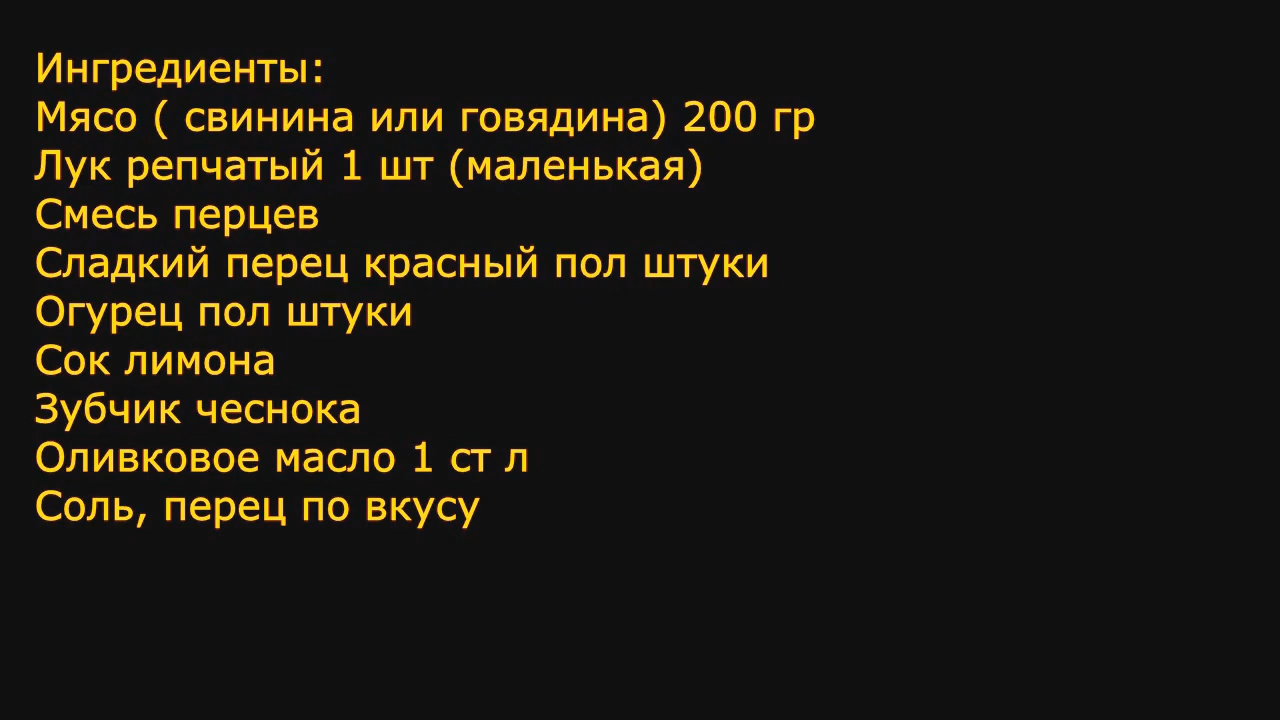 Ингредиенты:
Мясо ( свинина или говядина) 200 гр
Лук репчатый 1 шт (маленькая)
Смесь перцев
Сладкий перец красный пол штуки
Огурец пол штуки
Сок лимона
Зубчик чеснока
Оливковое масло 1 ст л
Соль, перец по вкусу